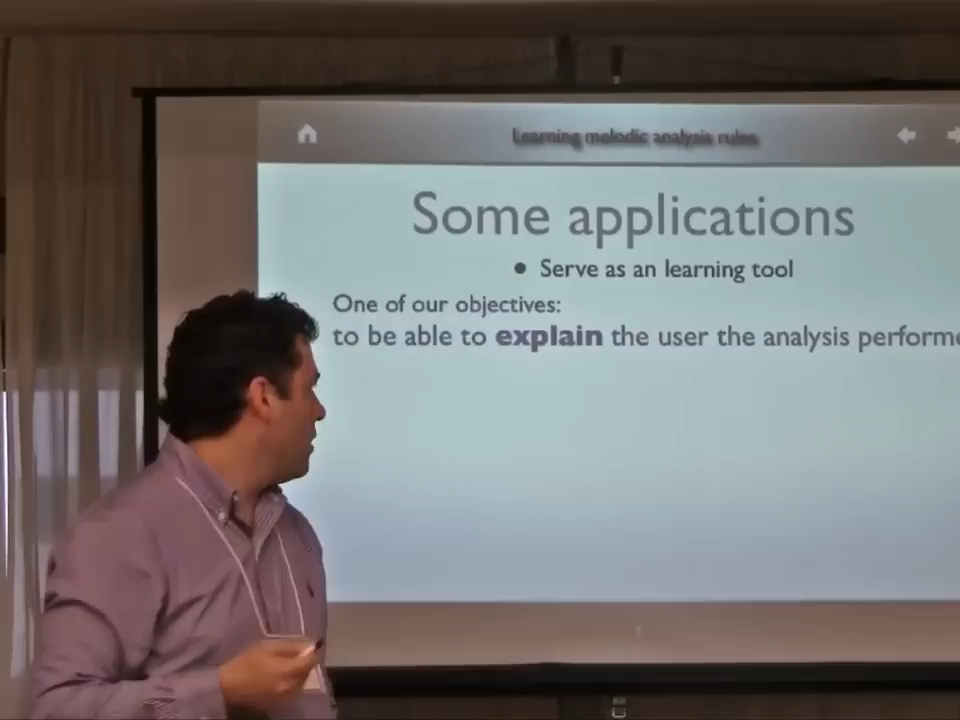 Learning melodic analysis rules
Some applications
• Serve as an learning tool
One of our objectives:
to be able to explain the user the analysis performe